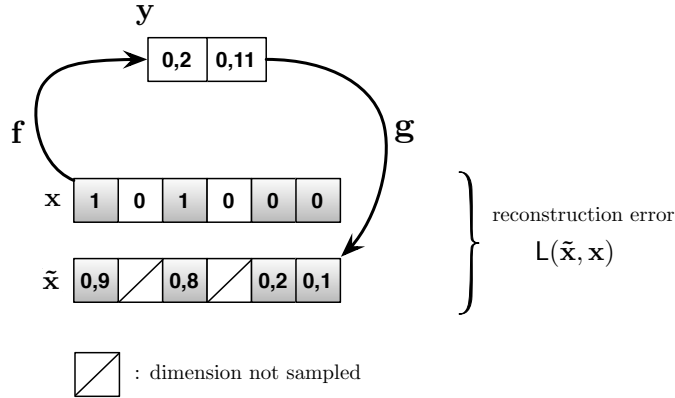 y
0,2 0,11
f
g
x 1 0 1 0 0 0
reconstruction error
L(x̃, x)
x̃ 0,9 0,8 0,2 0,1
: dimension not sampled